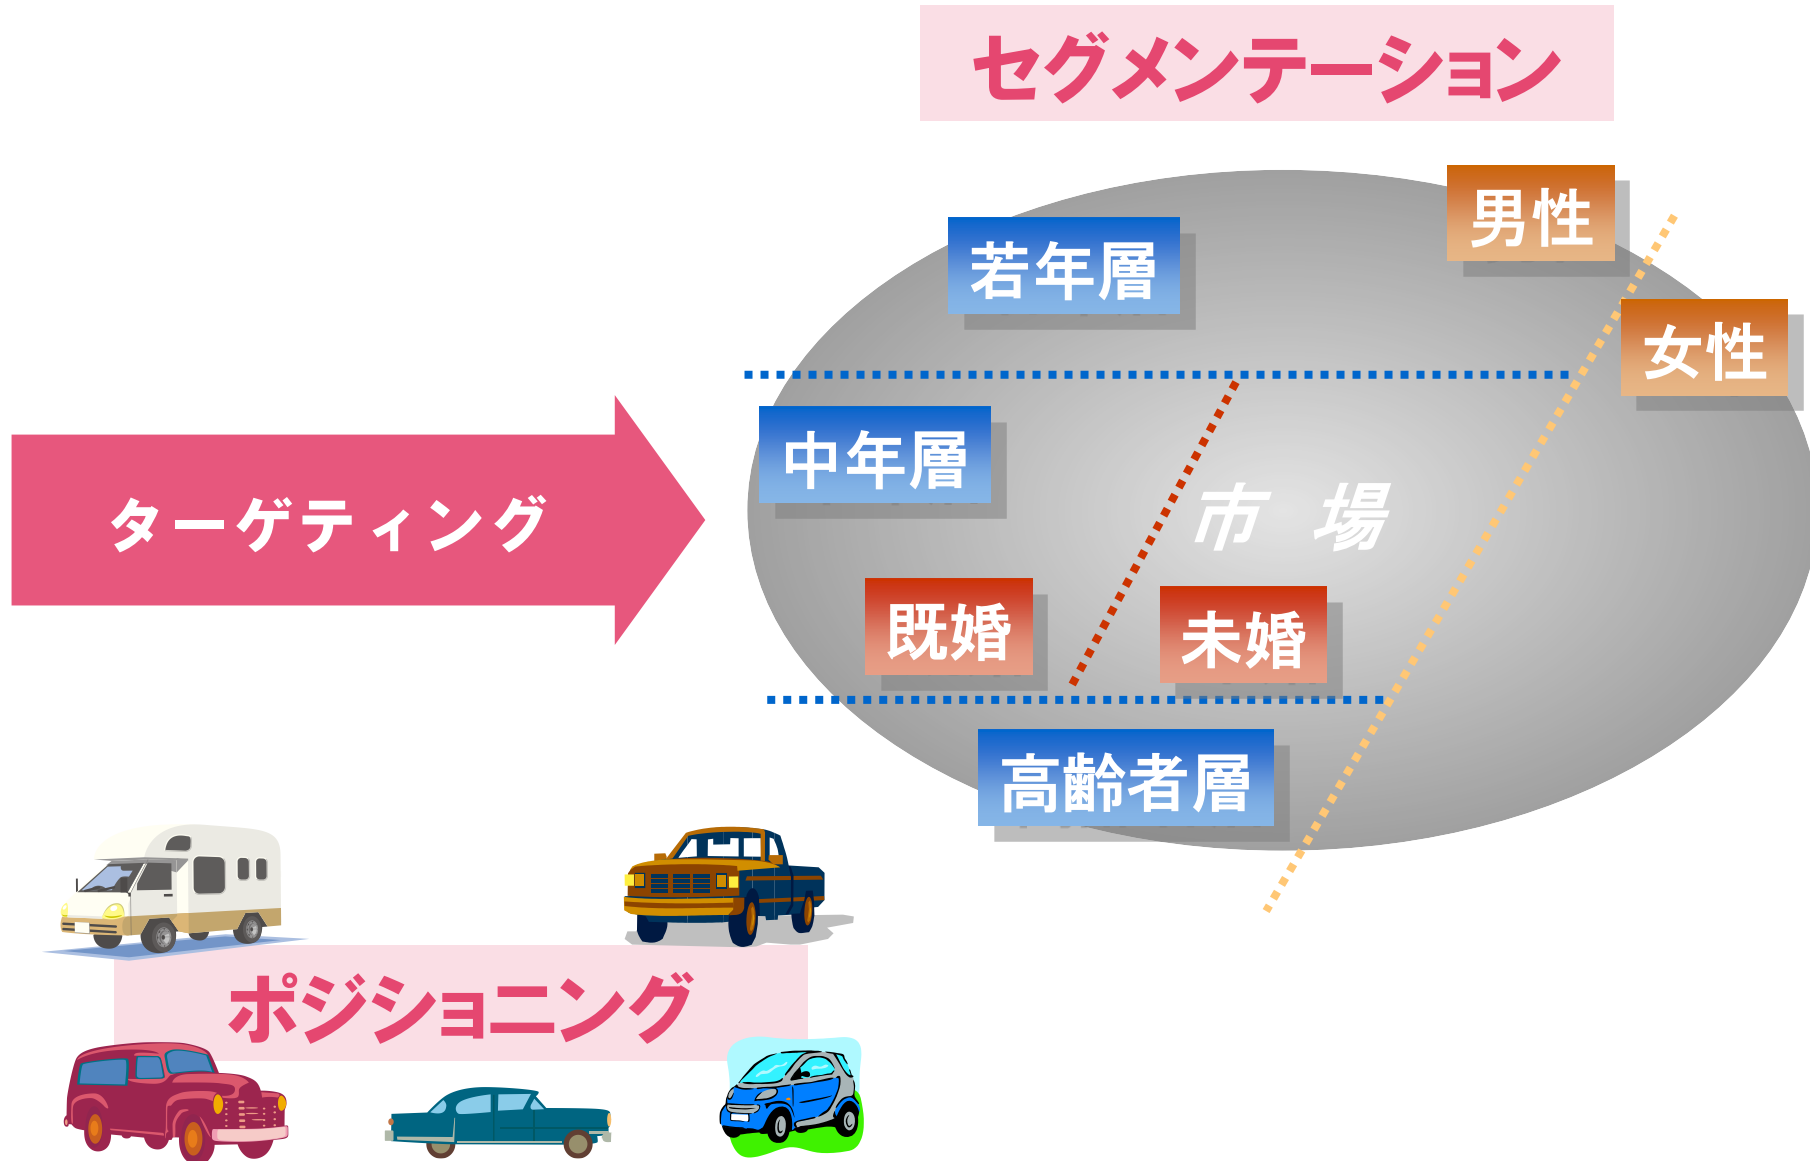 セグメンテーション
男性
若年層
女性
中年層
市 場
ターゲティング
既婚
未婚
高齢者層
ポジショニング